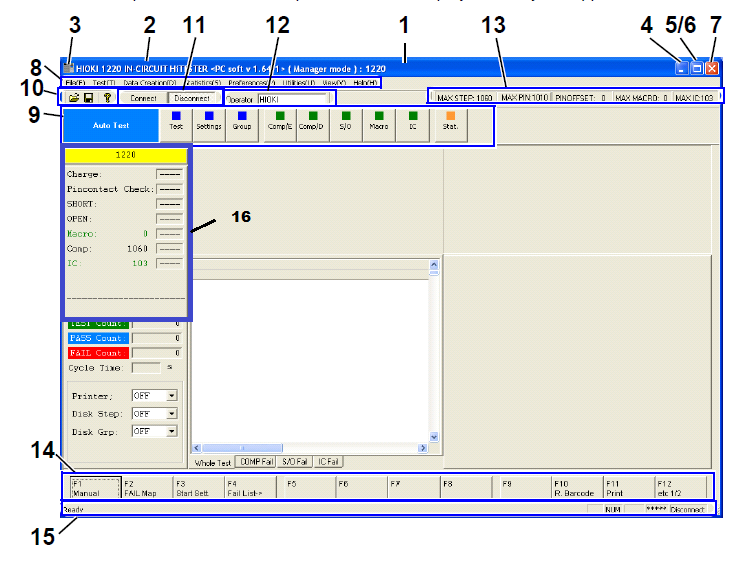 3 2 11 12 1 13 4 5/6 7
HIOKI 1220 IN-CIRCUIT HiTESTER <PC soft v 1.64.1> ( Manager mode ) : 1220
8
File(F) Test(T) Data Creation(D) Statistics(S) Preferences(P) Utilities(U) View(V) Help(H)
10
Connect Disconnect Operator HIOKI MAX STEP: 1060 MAX PIN:1010 PINOFFSET: 0 MAX MACRO: 0 MAX IC:103
9
Auto Test Test Settings Group Comp/E Comp/D S/O Macro IC Stat.
1220
Charge: ----
Pincontact Check: ----
SHORT: ----
OPEN: ----
Macro: 0 ----
Comp: 1060 ----
IC: 103 ----
----------------------
16
TEST Count: 0
PASS Count: 0
FAIL Count: 0
Cycle Time: s
Printer; OFF
Disk Step: OFF
Disk Grp: OFF
Whole Test COMP Fail S/O Fail IC Fail
14
F1 F2 F3 F4 F5 F6 F7 F8 F9 F10 F11 F12
Manual FAIL Map Start Sett. Fail List-> R. Barcode Print etc 1/2
Ready NUM ***** Disconnect
15